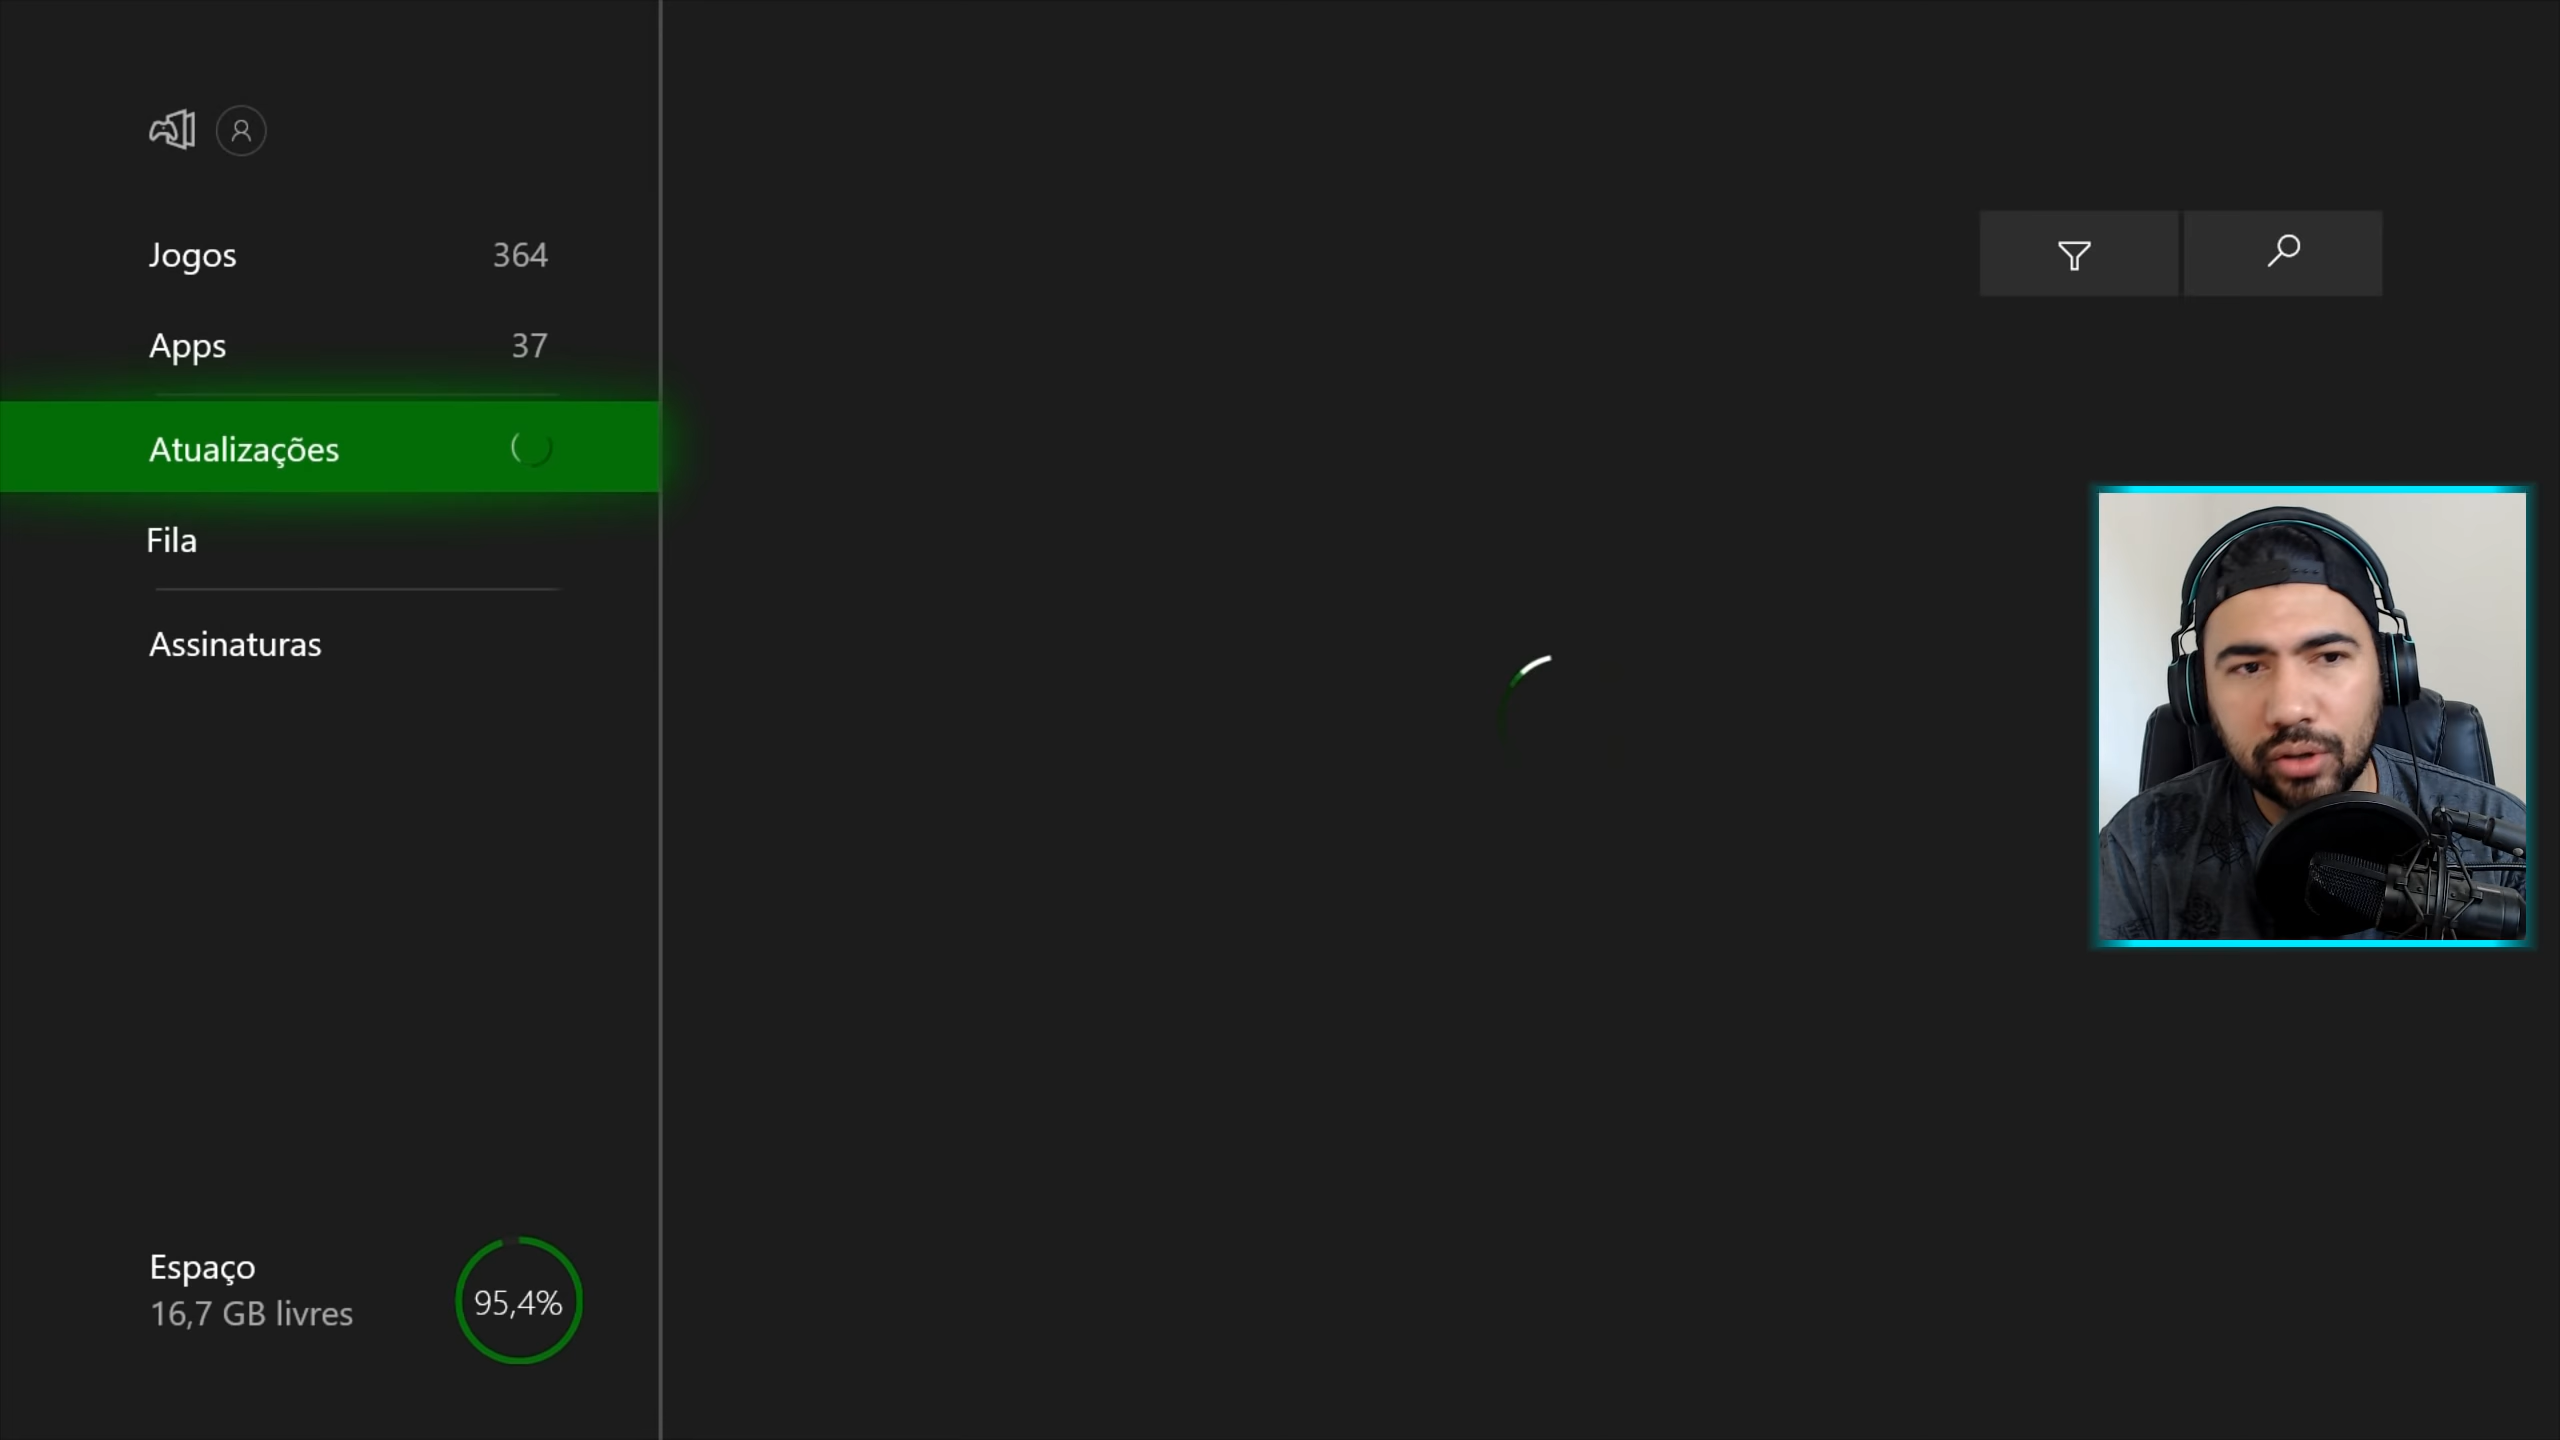 Jogos 364
Apps 37
Atualizações
Fila
Assinaturas
Espaço
16,7 GB livres
95,4%